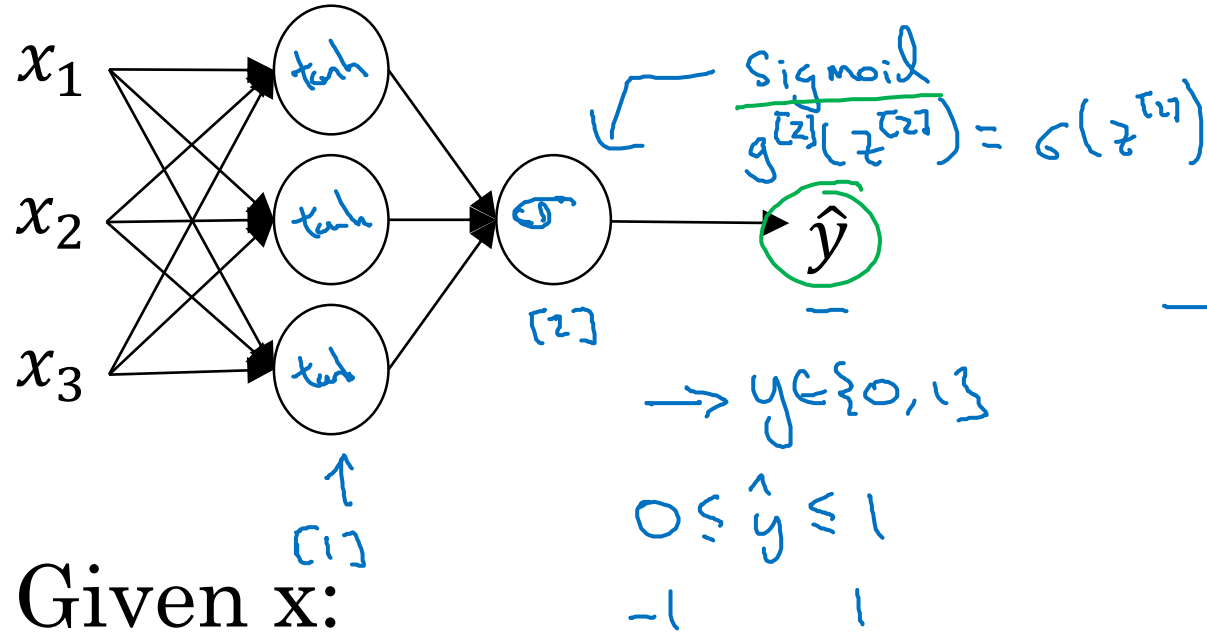 x₁ tanh sigmoid
g^[2](z^[2]) = σ(z^[2])
x₂ tanh σ ŷ
[2]
x₃ tanh → y∈{0,1}
0 ≤ ŷ ≤ 1
↑
[1]
Given x: -1 1